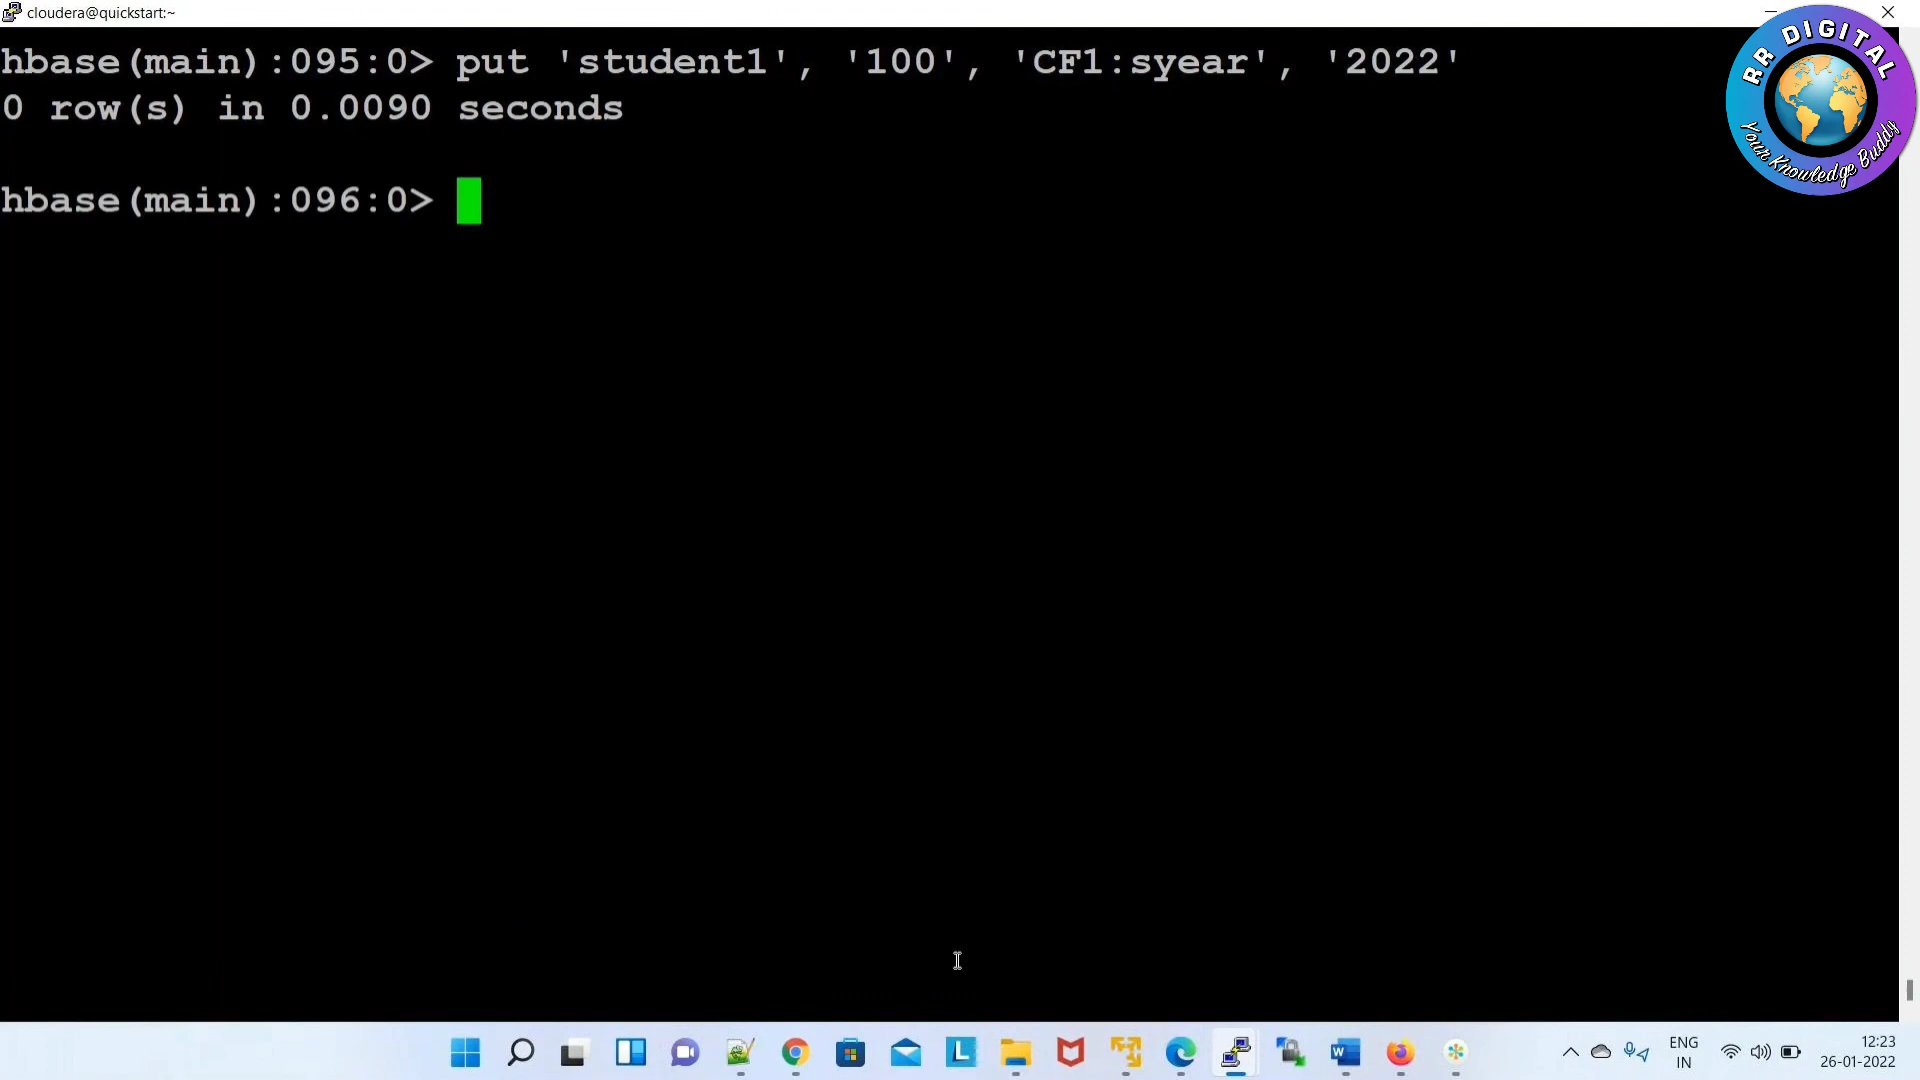 cloudera@quickstart:~
hbase(main):095:0> put 'student1', '100', 'CF1:syear', '2022'
0 row(s) in 0.0090 seconds
hbase(main):096:0>
RR DIGITAL
Your Knowledge Buddy
L
ENG
IN
12:23
26-01-2022